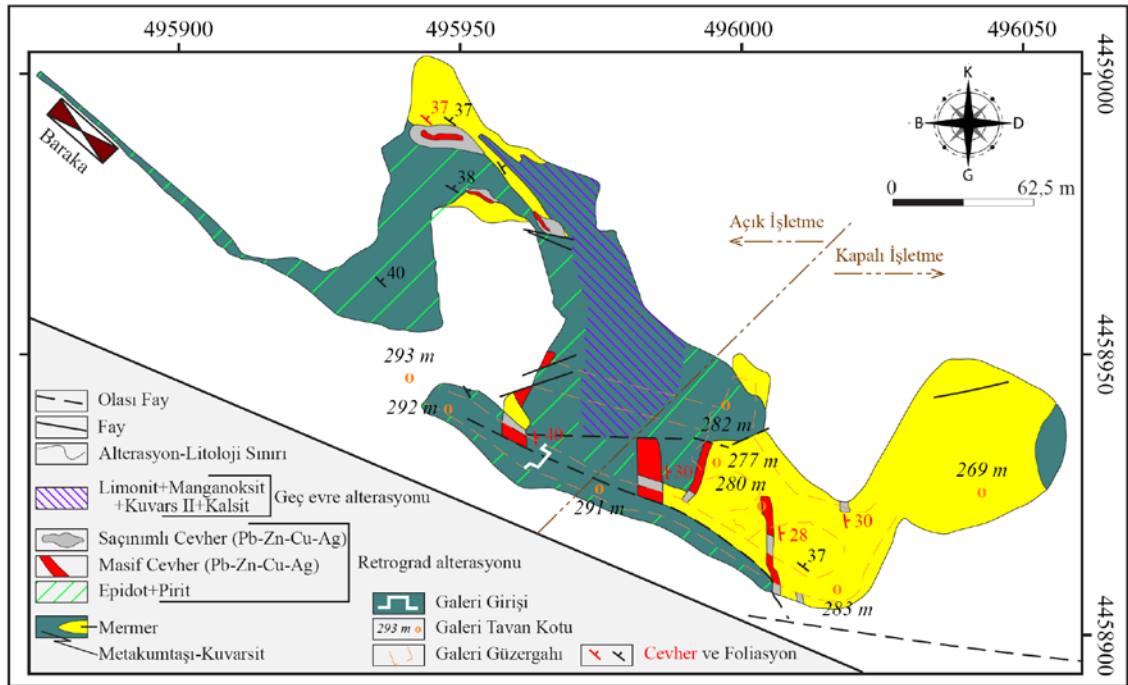 495900 495950 496000 496050
4459000
4458950
4458900
K
B D
G
0 62,5 m
Baraka
37 37
38
40
Açık İşletme
Kapalı İşletme
293 m
292 m
282 m
277 m
280 m
291 m
269 m
283 m
40
30
30
28
37
Olası Fay
Fay
Alterasyon-Litoloji Sınırı
Limonit+Manganoksit
+Kuvars II+Kalsit
Geç evre alterasyonu
Saçınımlı Cevher (Pb-Zn-Cu-Ag)
Masif Cevher (Pb-Zn-Cu-Ag)
Epidot+Pirit
Retrograd alterasyonu
Mermer
Metakumtaşı-Kuvarsit
Galeri Girişi
293 m Galeri Tavan Kotu
Galeri Güzergahı
Cevher ve Foliasyon